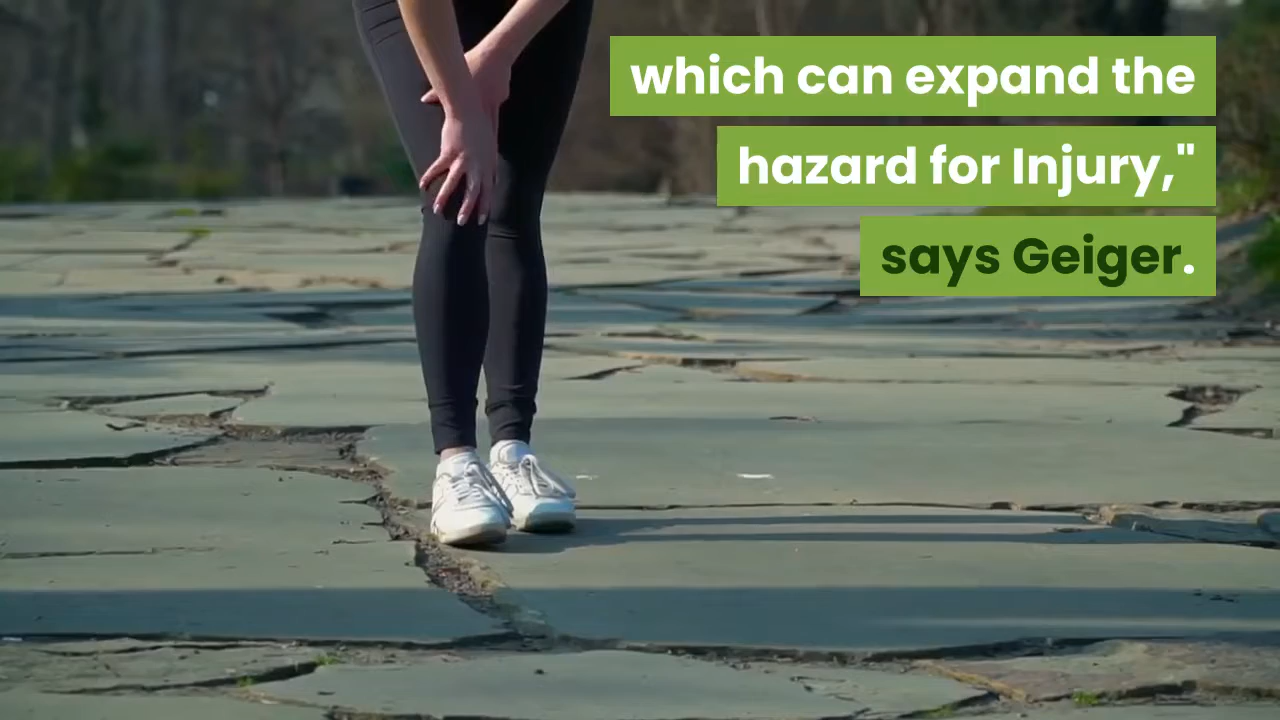 which can expand the
hazard for Injury,"
says Geiger.